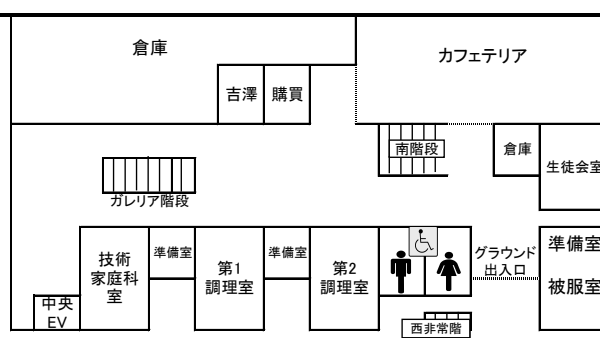 倉庫
カフェテリア
吉澤
購買
南階段
倉庫
生徒会室
ガレリア階段
技術
家庭科
室
準備室
第1
調理室
準備室
第2
調理室
グラウンド
出入口
準備室
被服室
中央
EV
西非常階